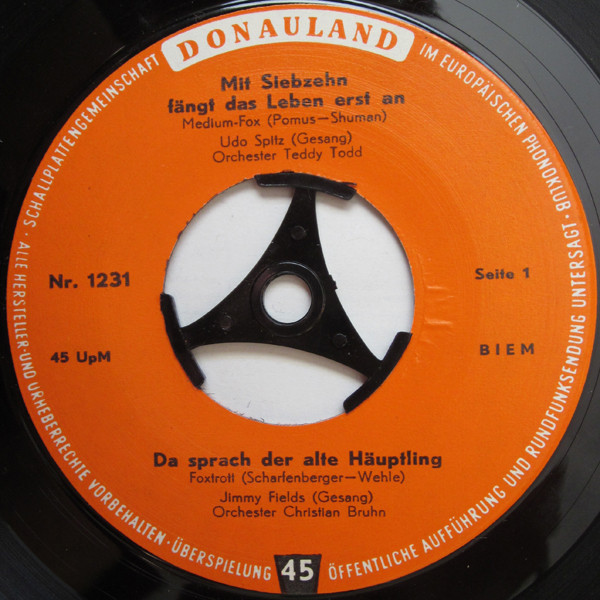 DONAULAND
SCHALLPLATTENGEMEINSCHAFT
IM EUROPÄISCHEN PHONOKLUB · UNTERSAGT ·
Mit Siebzehn
fängt das Leben erst an
Medium-Fox (Pomus—Shuman)
Udo Spitz (Gesang)
Orchester Teddy Todd
Nr. 1231
Seite 1
45 UpM
BIEM
Da sprach der alte Häuptling
Foxtrott (Scharfenberger—Wehle)
Jimmy Fields (Gesang)
Orchester Christian Bruhn
· ALLE HERSTELLER-UND URHEBERRECHTE VORBEHALTEN · ÜBERSPIELUNG
45
ÖFFENTLICHE AUFFÜHRUNG UND RUNDFUNKSENDUNG